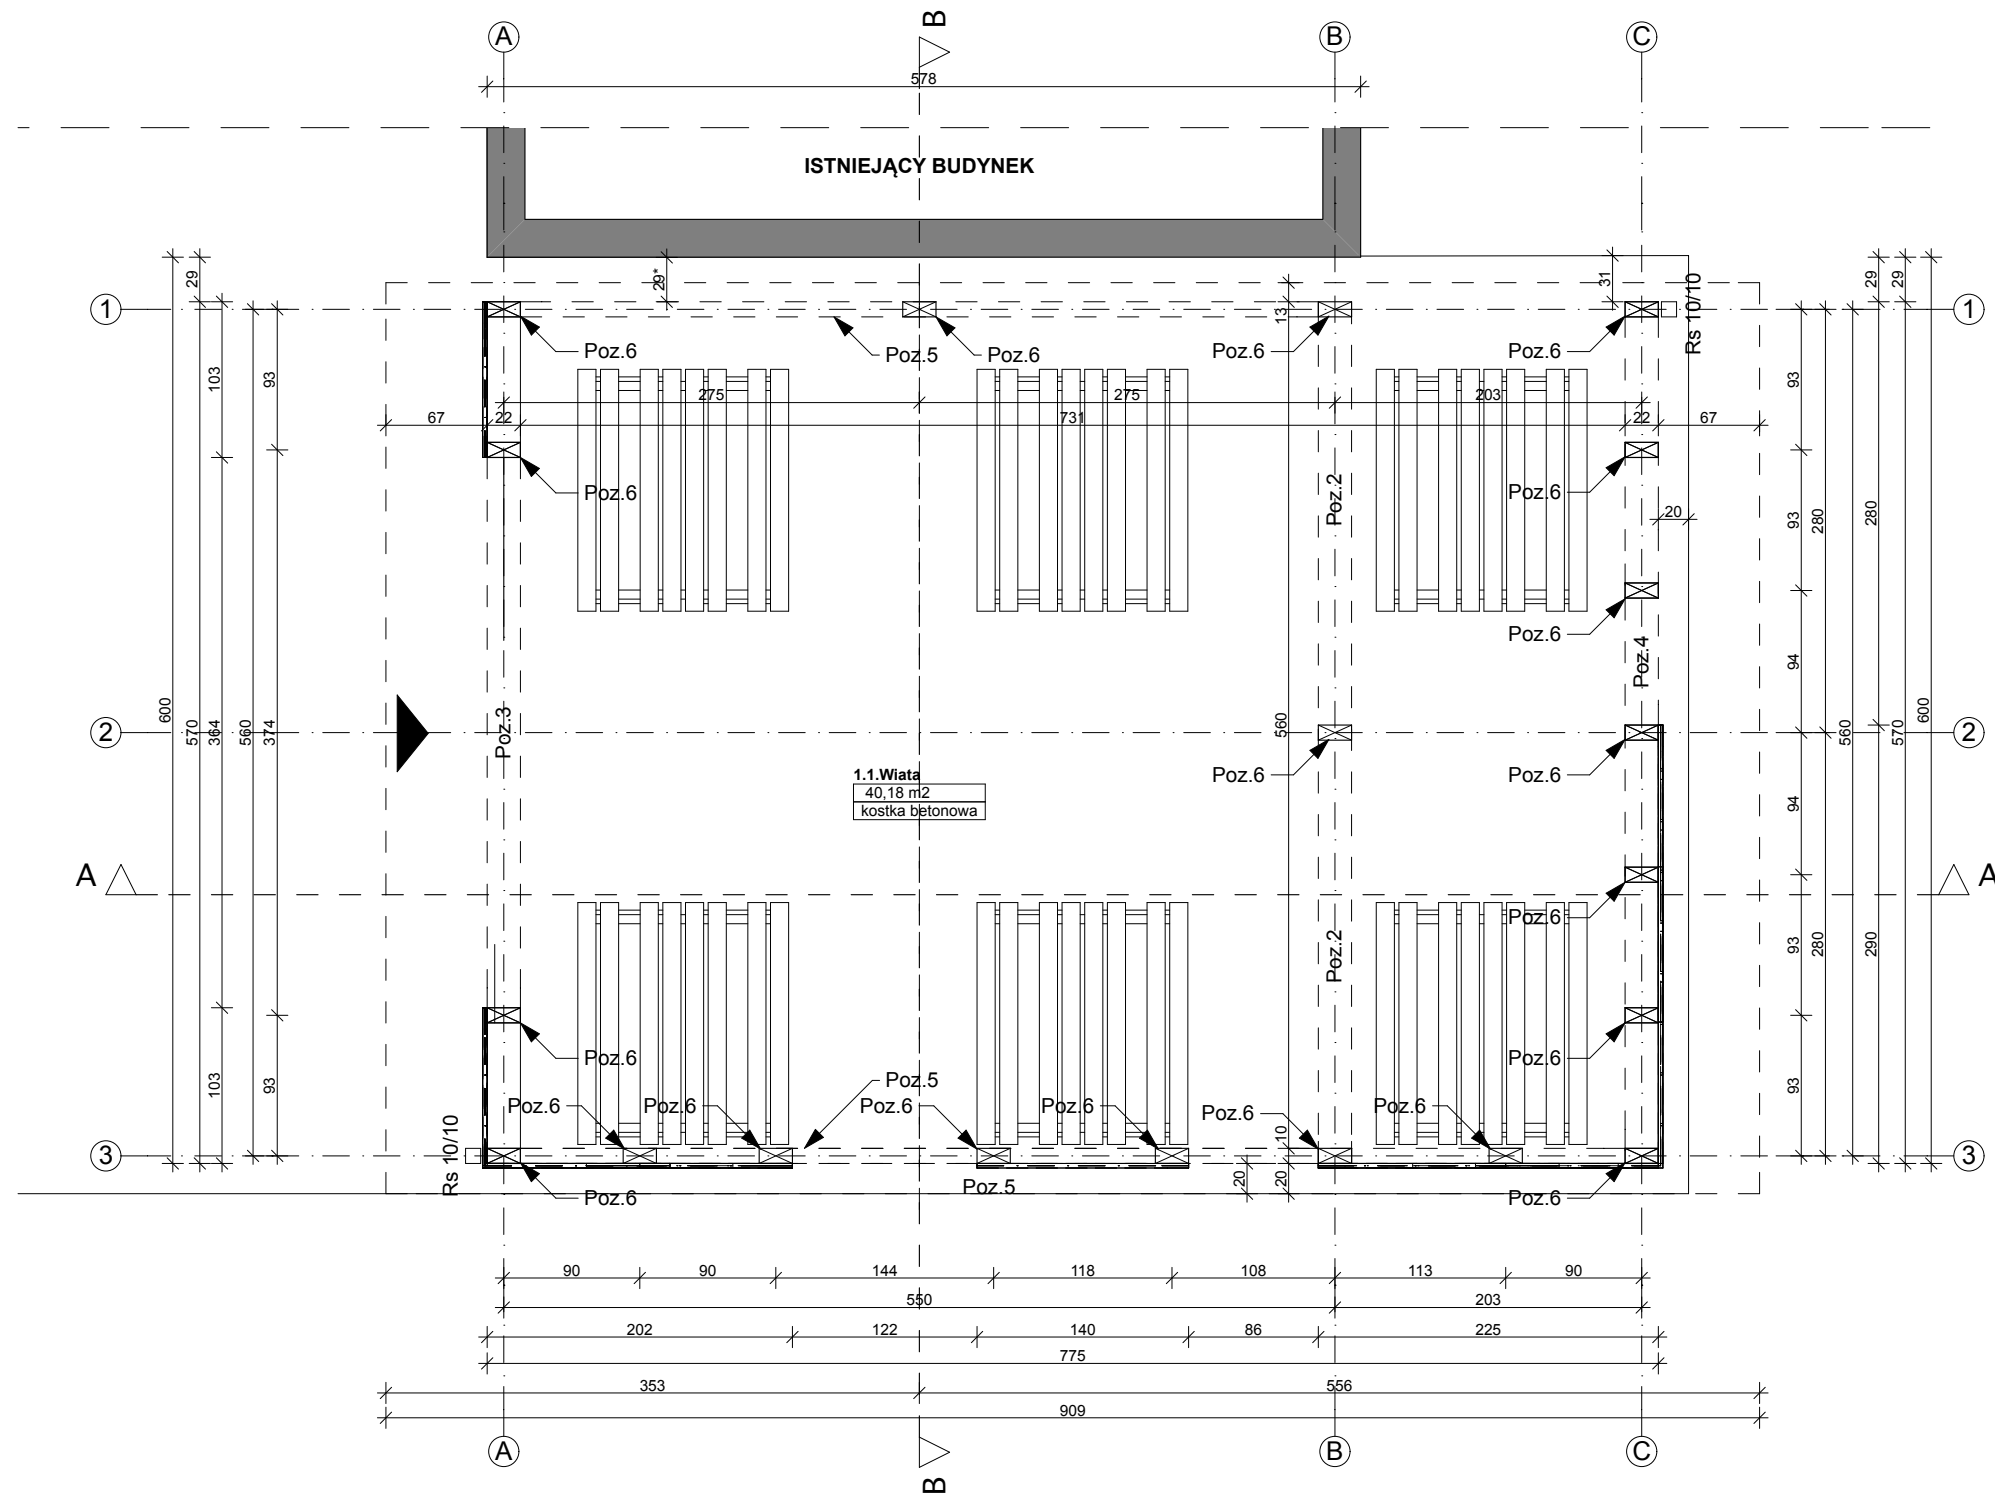 B
A
B
C
578
ISTNIEJĄCY BUDYNEK
29
29*
31
29
29
1
13
Rs 10/10
1
Poz.6
Poz.5
Poz.6
Poz.6
Poz.6
103
93
93
275
275
203
67
22
731
22
67
Poz.6
Poz.2
Poz.6
20
93
280
280
Poz.6
94
Poz.4
600
570
364
560
374
Poz.3
560
560
570
600
2
2
Poz.6
Poz.6
1.1.Wiata
40,18 m2
kostka betonowa
94
A
A
Poz.6
Poz.2
93
280
290
Poz.6
Poz.6
103
93
93
Poz.5
Poz.6
Poz.6
Poz.6
Poz.6
Poz.6
Poz.6
10
3
Rs 10/10
3
20
20
Poz.6
Poz.5
Poz.6
90
90
144
118
108
113
90
550
203
202
122
140
86
225
775
353
556
909
A
B
C
B